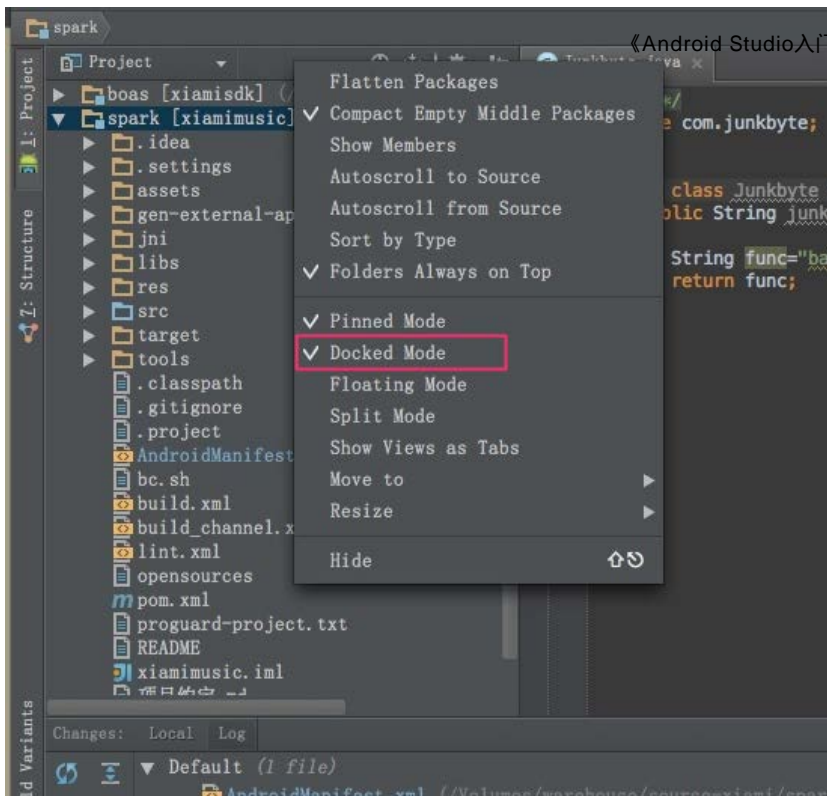 spark
《Android Studio入门
Project
1: Project
boas [xiamisdk]
spark [xiamimusic]
.idea
.settings
assets
gen-external-ap
jni
libs
res
src
target
tools
.classpath
.gitignore
.project
AndroidManifest
bc.sh
build.xml
build_channel.x
lint.xml
opensources
pom.xml
proguard-project.txt
README
xiamimusic.iml
7: Structure
Flatten Packages
Compact Empty Middle Packages
Show Members
Autoscroll to Source
Autoscroll from Source
Sort by Type
Folders Always on Top
Pinned Mode
Docked Mode
Floating Mode
Split Mode
Show Views as Tabs
Move to
Resize
Hide ⇧⎋
*/
com.junkbyte;
class Junkbyte
String junk
String func="ba
return func;
Variants
Changes: Local Log
Default (1 file)
AndroidManifest.xml